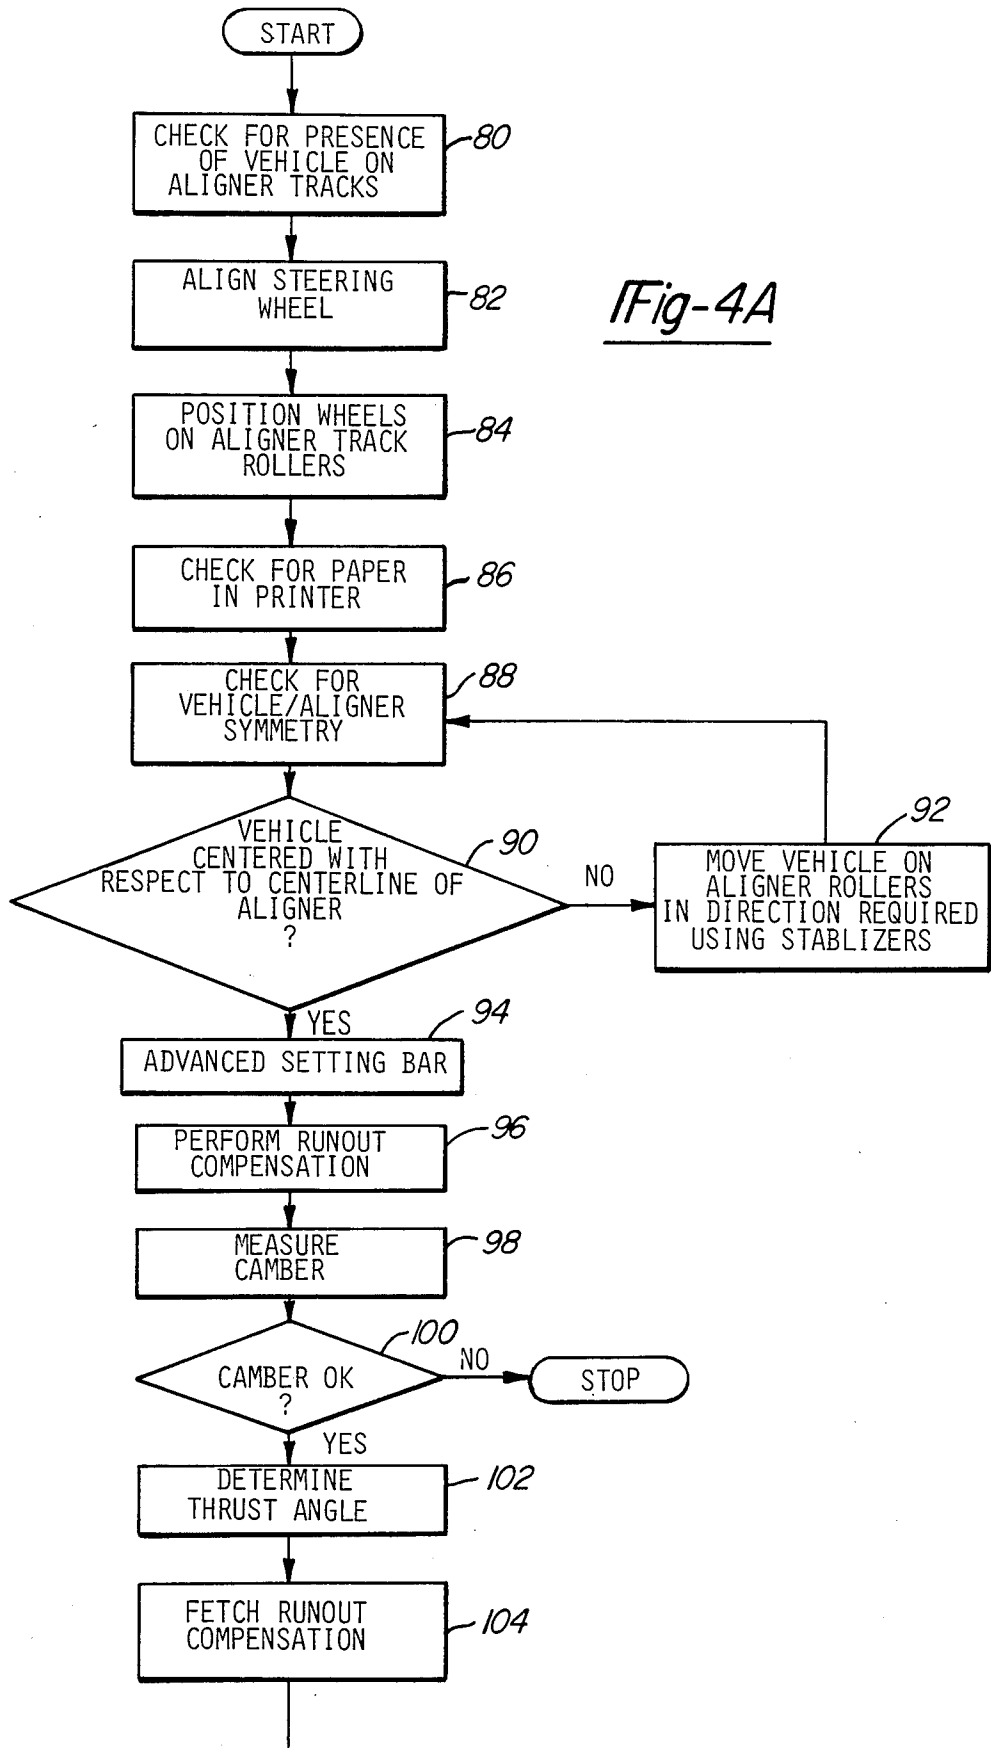 START
CHECK FOR PRESENCE
OF VEHICLE ON
ALIGNER TRACKS
80
ALIGN STEERING
WHEEL
82
Fig-4A
POSITION WHEELS
ON ALIGNER TRACK
ROLLERS
84
CHECK FOR PAPER
IN PRINTER
86
CHECK FOR
VEHICLE/ALIGNER
SYMMETRY
88
VEHICLE
CENTERED WITH
RESPECT TO CENTERLINE OF
ALIGNER
?
90
NO
92
MOVE VEHICLE ON
ALIGNER ROLLERS
IN DIRECTION REQUIRED
USING STABLIZERS
YES
94
ADVANCED SETTING BAR
PERFORM RUNOUT
COMPENSATION
96
MEASURE
CAMBER
98
CAMBER OK
?
100
NO
STOP
YES
DETERMINE
THRUST ANGLE
102
FETCH RUNOUT
COMPENSATION
104